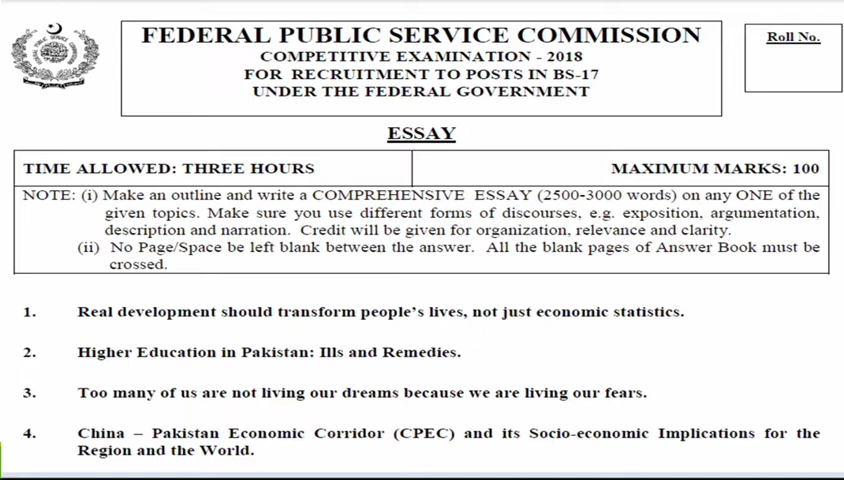 FEDERAL PUBLIC SERVICE COMMISSION
COMPETITIVE EXAMINATION - 2018
FOR RECRUITMENT TO POSTS IN BS-17
UNDER THE FEDERAL GOVERNMENT
Roll No.
ESSAY
TIME ALLOWED: THREE HOURS MAXIMUM MARKS: 100
NOTE: (i) Make an outline and write a COMPREHENSIVE ESSAY (2500-3000 words) on any ONE of the
given topics. Make sure you use different forms of discourses, e.g. exposition, argumentation,
description and narration. Credit will be given for organization, relevance and clarity.
(ii) No Page/Space be left blank between the answer. All the blank pages of Answer Book must be
crossed.
1. Real development should transform people's lives, not just economic statistics.
2. Higher Education in Pakistan: Ills and Remedies.
3. Too many of us are not living our dreams because we are living our fears.
4. China – Pakistan Economic Corridor (CPEC) and its Socio-economic Implications for the
Region and the World.